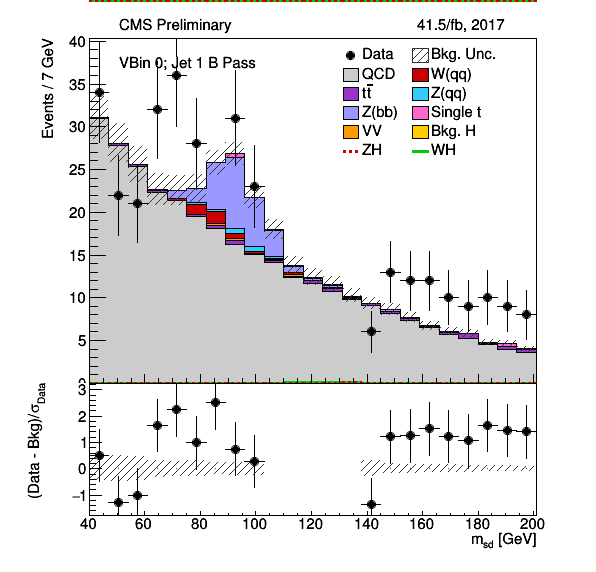 CMS Preliminary
41.5/fb, 2017
Events / 7 GeV
VBin 0; Jet 1 B Pass
Data
Bkg. Unc.
QCD
W(qq)
tt̅
Z(qq)
Z(bb)
Single t
VV
Bkg. H
ZH
WH
40
35
30
25
20
15
10
5
(Data - Bkg)/σData
3
2
1
0
−1
40
60
80
100
120
140
160
180
200
msd [GeV]